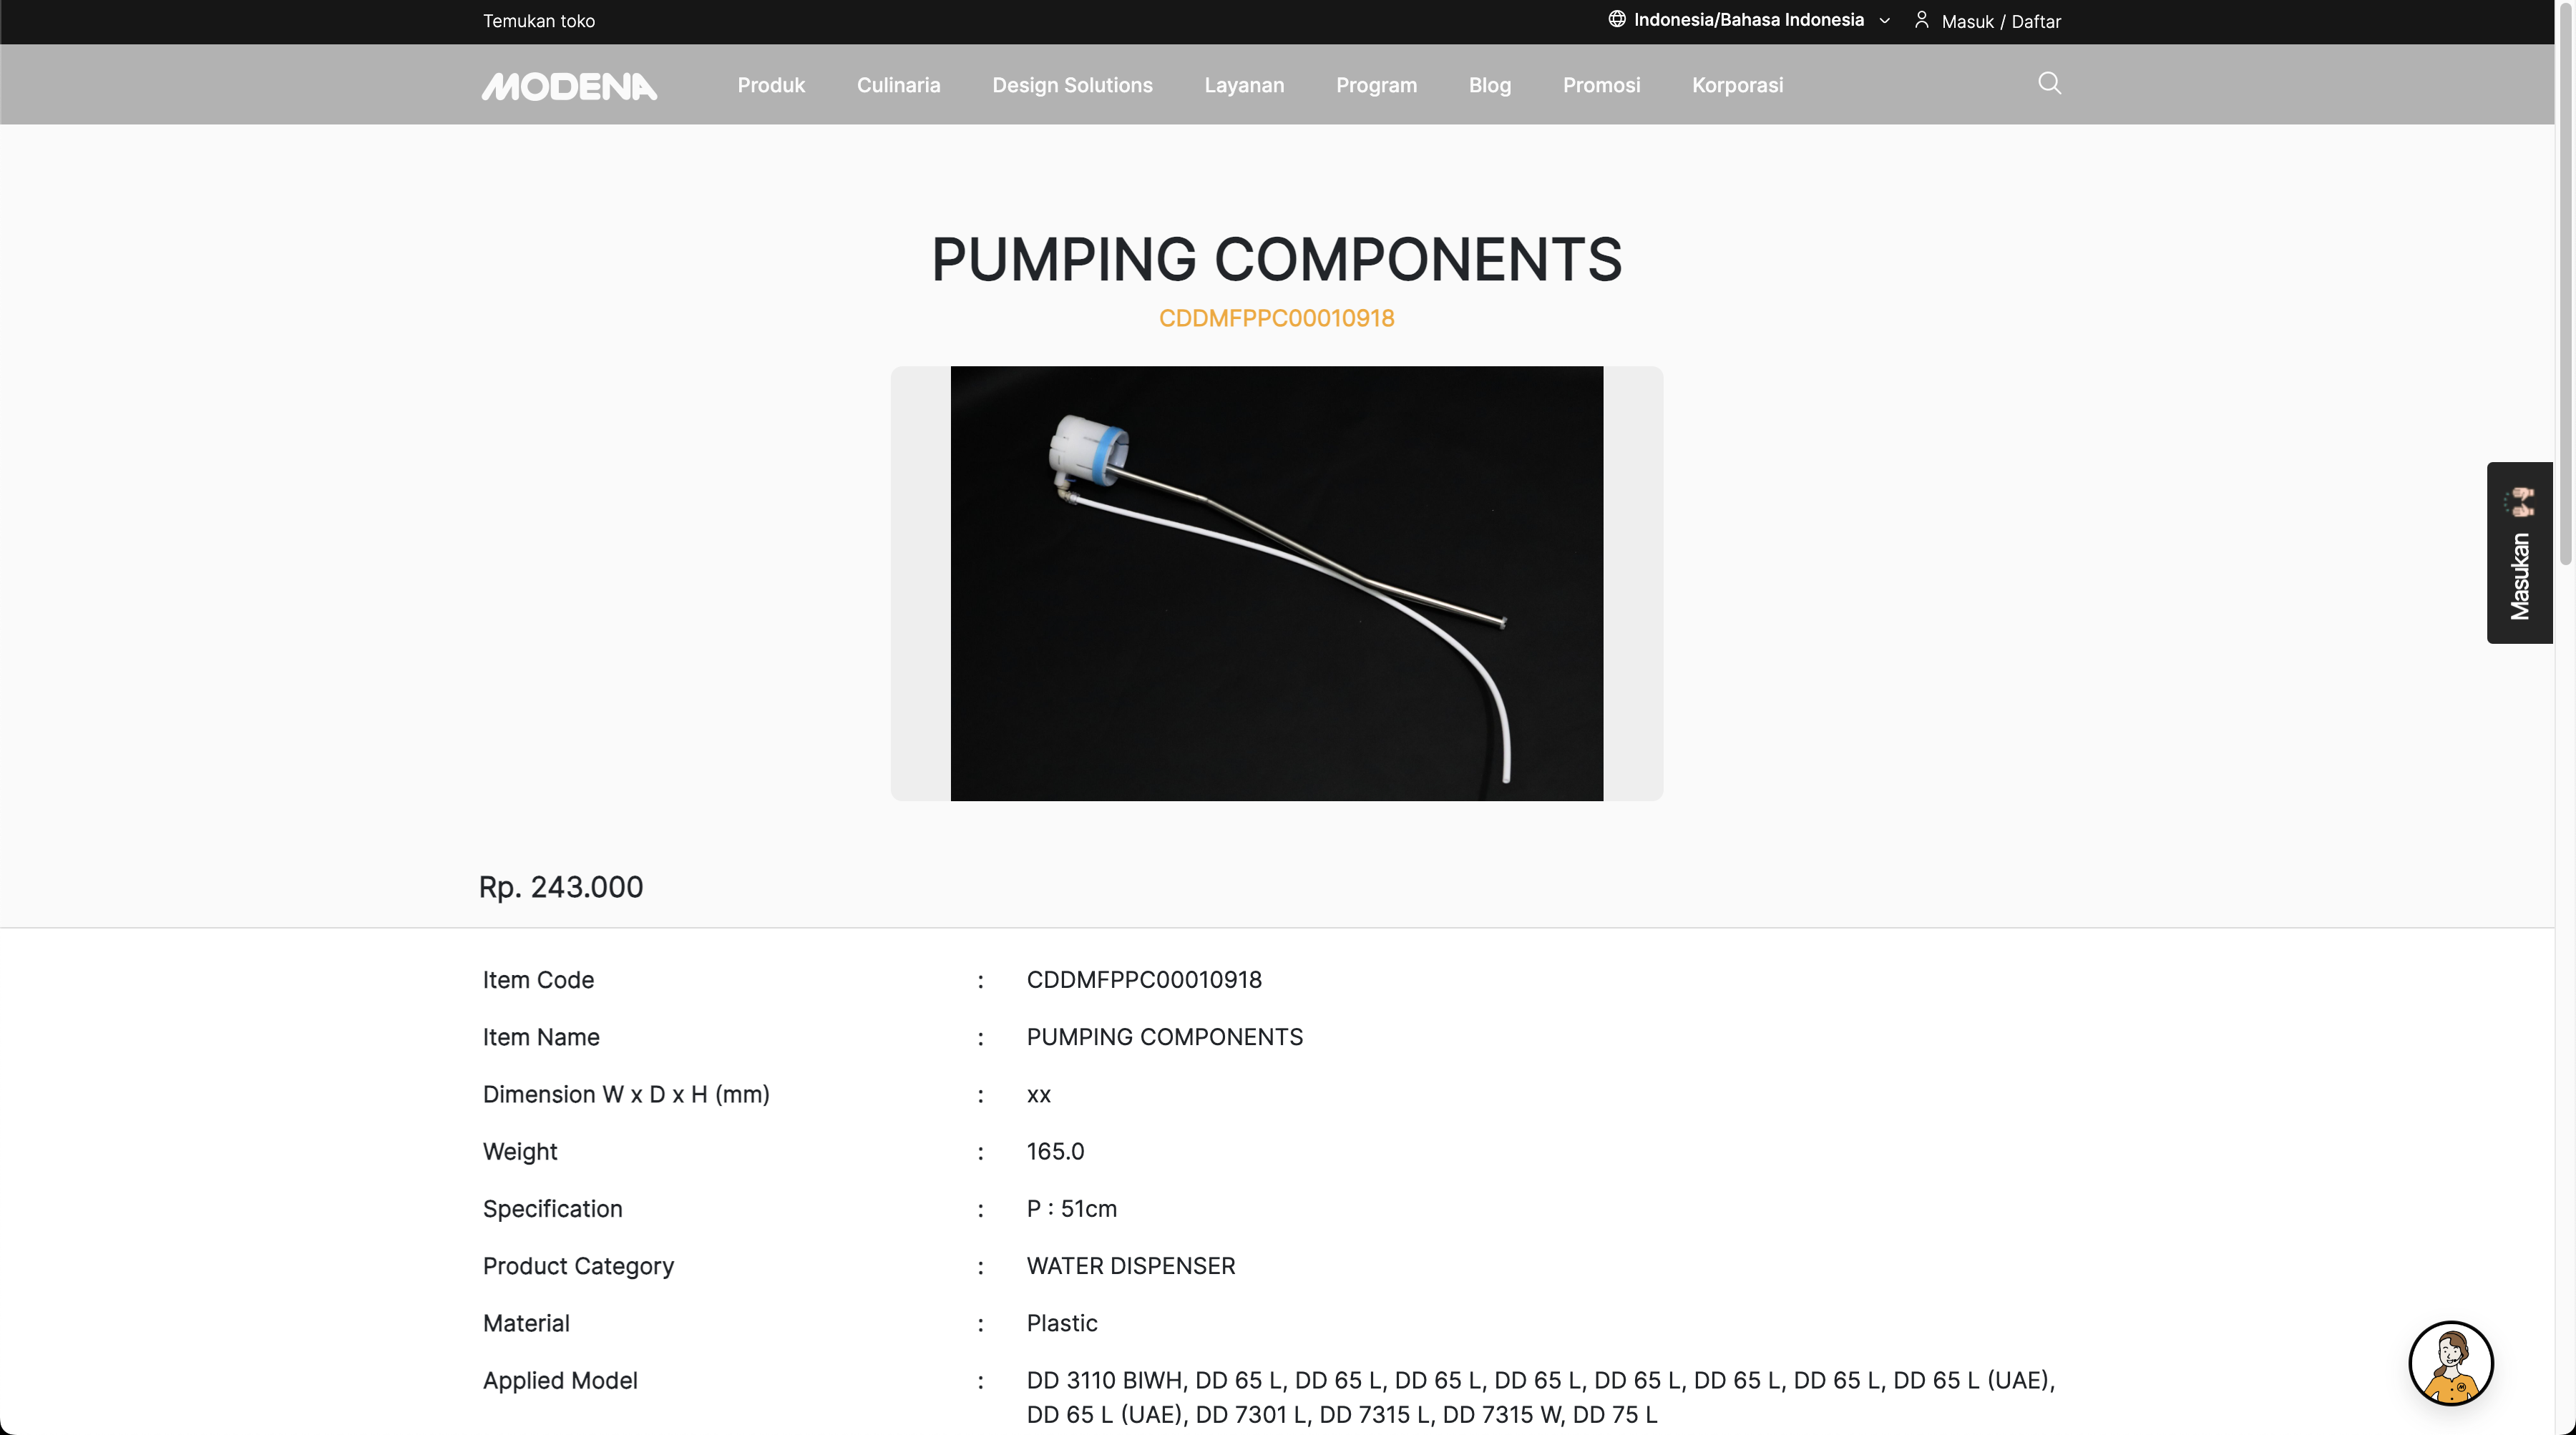 Temukan toko
Indonesia/Bahasa Indonesia
Masuk / Daftar
MODENA
Produk
Culinaria
Design Solutions
Layanan
Program
Blog
Promosi
Korporasi
PUMPING COMPONENTS
CDDMFPPC00010918
Masukan
Rp. 243.000
Item Code : CDDMFPPC00010918
Item Name : PUMPING COMPONENTS
Dimension W x D x H (mm) : xx
Weight : 165.0
Specification : P : 51cm
Product Category : WATER DISPENSER
Material : Plastic
Applied Model : DD 3110 BIWH, DD 65 L, DD 65 L, DD 65 L, DD 65 L, DD 65 L, DD 65 L, DD 65 L, DD 65 L (UAE),
DD 65 L (UAE), DD 7301 L, DD 7315 L, DD 7315 W, DD 75 L